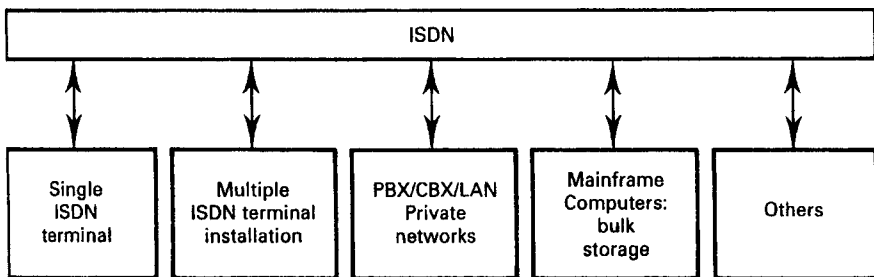 ISDN
Single
ISDN
terminal
Multiple
ISDN terminal
installation
PBX/CBX/LAN
Private
networks
Mainframe
Computers:
bulk
storage
Others